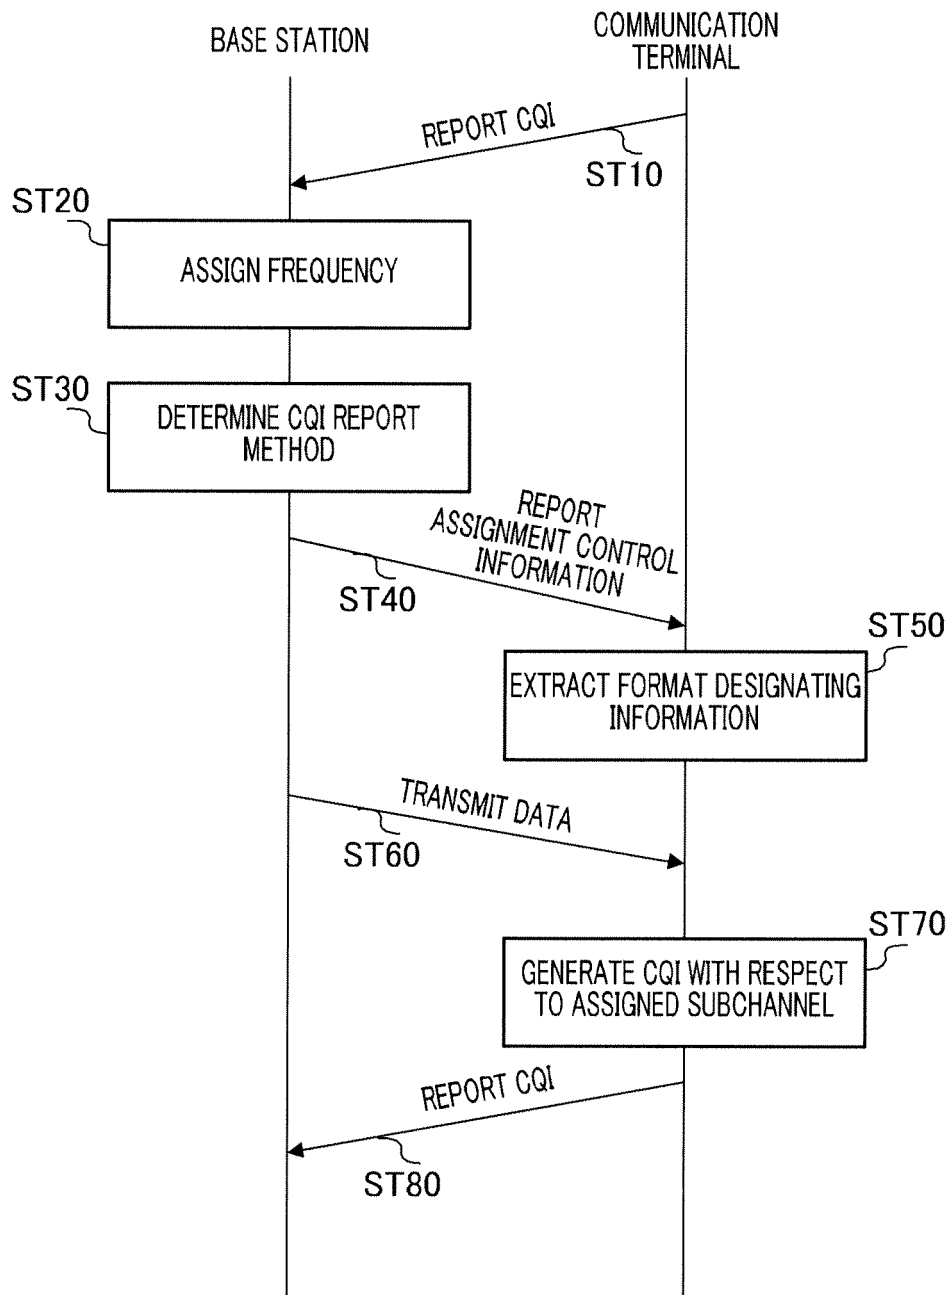 BASE STATION
COMMUNICATION
TERMINAL
REPORT CQI
ST10
ST20
ASSIGN FREQUENCY
ST30
DETERMINE CQI REPORT
METHOD
REPORT
ASSIGNMENT CONTROL
INFORMATION
ST40
ST50
EXTRACT FORMAT DESIGNATING
INFORMATION
TRANSMIT DATA
ST60
ST70
GENERATE CQI WITH RESPECT
TO ASSIGNED SUBCHANNEL
REPORT CQI
ST80